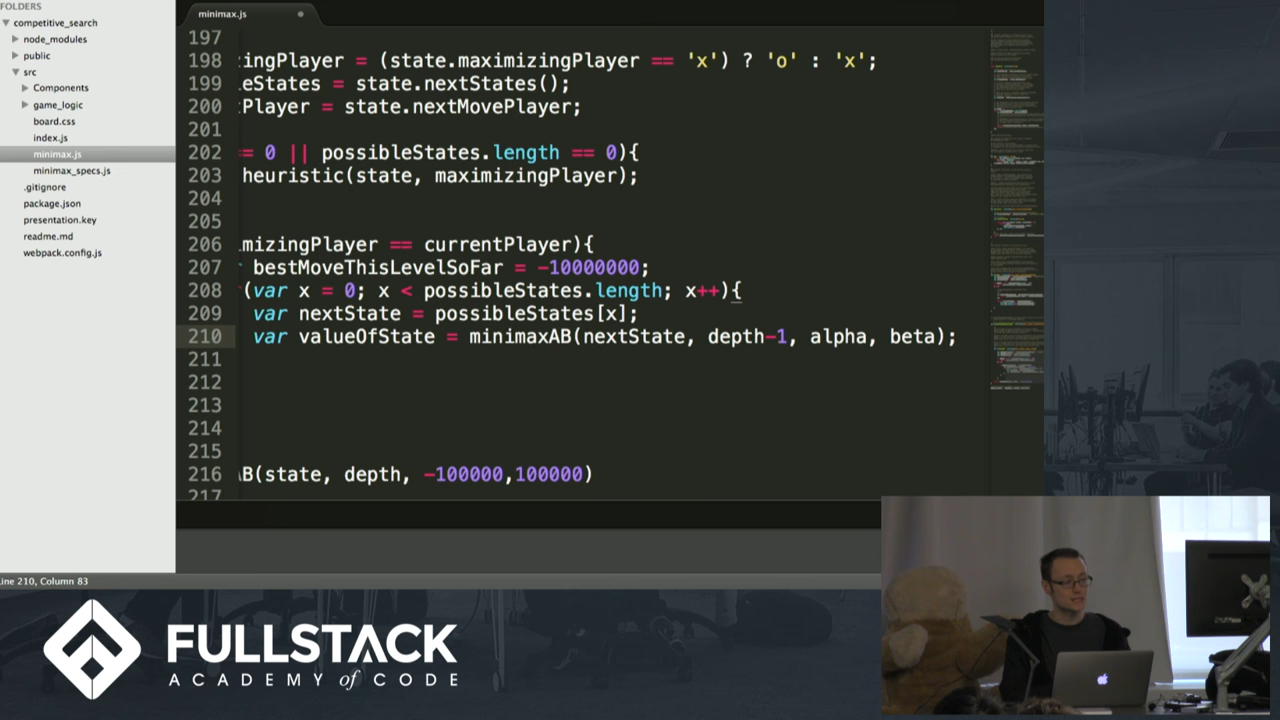 FOLDERS
competitive_search
node_modules
public
src
Components
game_logic
board.css
index.js
minimax.js
minimax_specs.js
.gitignore
package.json
presentation.key
readme.md
webpack.config.js
minimax.js
197
198 ingPlayer = (state.maximizingPlayer == 'x') ? 'o' : 'x';
199 eStates = state.nextStates();
200 Player = state.nextMovePlayer;
201
202 == 0 || possibleStates.length == 0){
203 heuristic(state, maximizingPlayer);
204
205
206 mizingPlayer == currentPlayer){
207 bestMoveThisLevelSoFar = -10000000;
208 (var x = 0; x < possibleStates.length; x++){
209 var nextState = possibleStates[x];
210 var valueOfState = minimaxAB(nextState, depth-1, alpha, beta);
211
212
213
214
215
216 AB(state, depth, -100000,100000)
217
ine 210, Column 83
FULLSTACK
ACADEMY of CODE